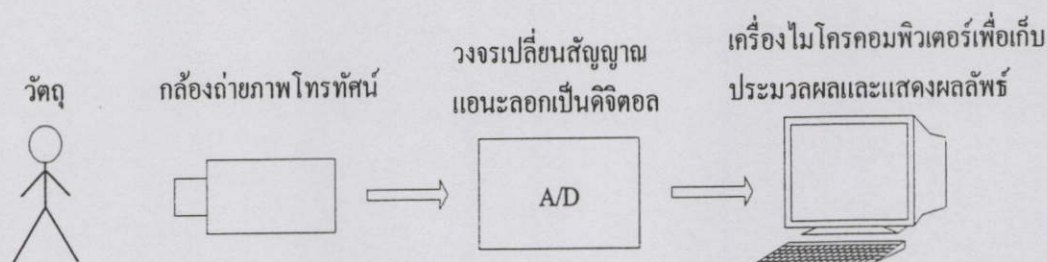 วัตถุ
กล้องถ่ายภาพโทรทัศน์
วงจรเปลี่ยนสัญญาณ
แอนะลอกเป็นดิจิตอล
A/D
เครื่องไมโครคอมพิวเตอร์เพื่อเก็บ
ประมวลผลและแสดงผลลัพธ์